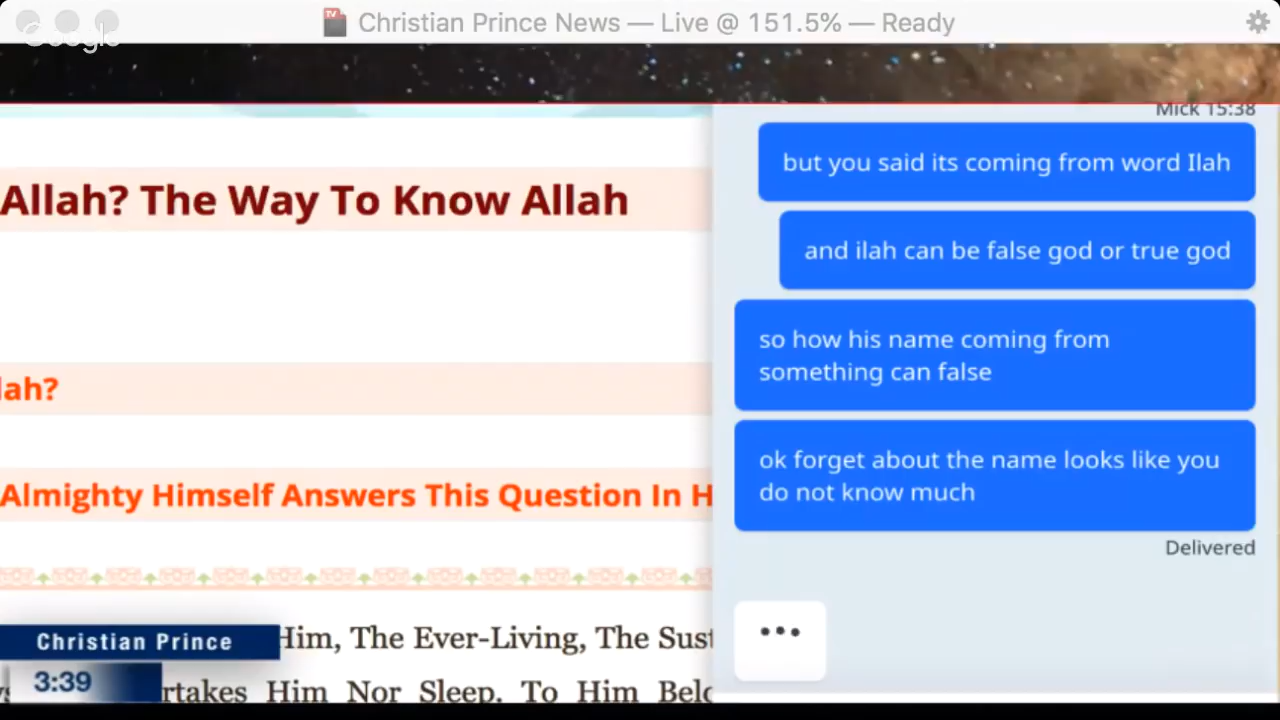 Christian Prince News — Live @ 151.5% — Ready
Google
Mick 15:38
but you said its coming from word Ilah
and ilah can be false god or true god
so how his name coming from
something can false
ok forget about the name looks like you
do not know much
Delivered
Allah? The Way To Know Allah
lah?
Almighty Himself Answers This Question In H
Him, The Ever-Living, The Sust
rtakes Him Nor Sleep. To Him Belo
Christian Prince
3:39